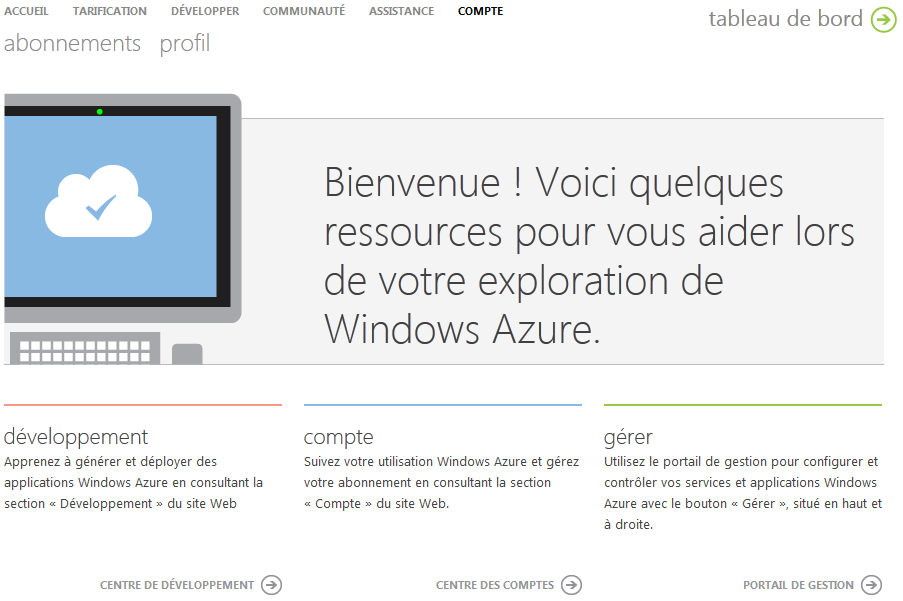 ACCUEIL TARIFICATION DÉVELOPPER COMMUNAUTÉ ASSISTANCE COMPTE
tableau de bord
abonnements profil
Bienvenue ! Voici quelques
ressources pour vous aider lors
de votre exploration de
Windows Azure.
développement
Apprenez à générer et déployer des
applications Windows Azure en consultant la
section « Développement » du site Web
CENTRE DE DÉVELOPPEMENT
compte
Suivez votre utilisation Windows Azure et gérez
votre abonnement en consultant la section
« Compte » du site Web.
CENTRE DES COMPTES
gérer
Utilisez le portail de gestion pour configurer et
contrôler vos services et applications Windows
Azure avec le bouton « Gérer », situé en haut et
à droite.
PORTAIL DE GESTION